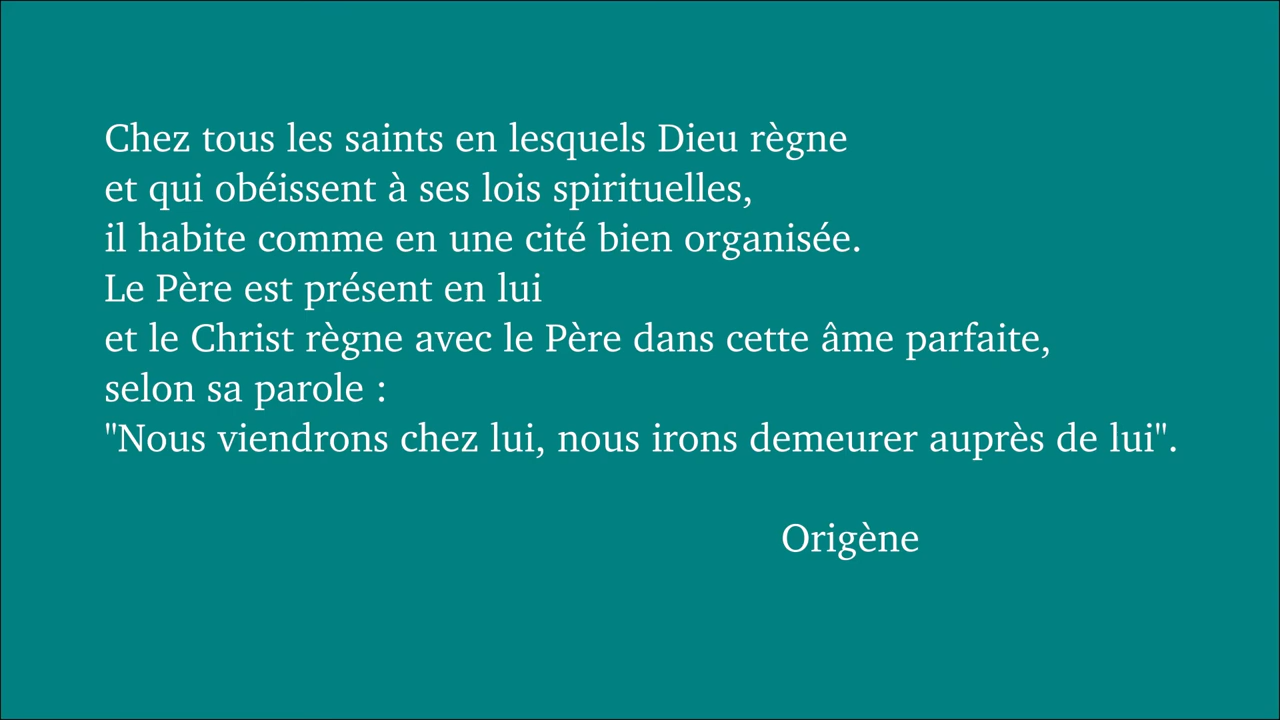 Chez tous les saints en lesquels Dieu règne
et qui obéissent à ses lois spirituelles,
il habite comme en une cité bien organisée.
Le Père est présent en lui
et le Christ règne avec le Père dans cette âme parfaite,
selon sa parole :
"Nous viendrons chez lui, nous irons demeurer auprès de lui".
Origène